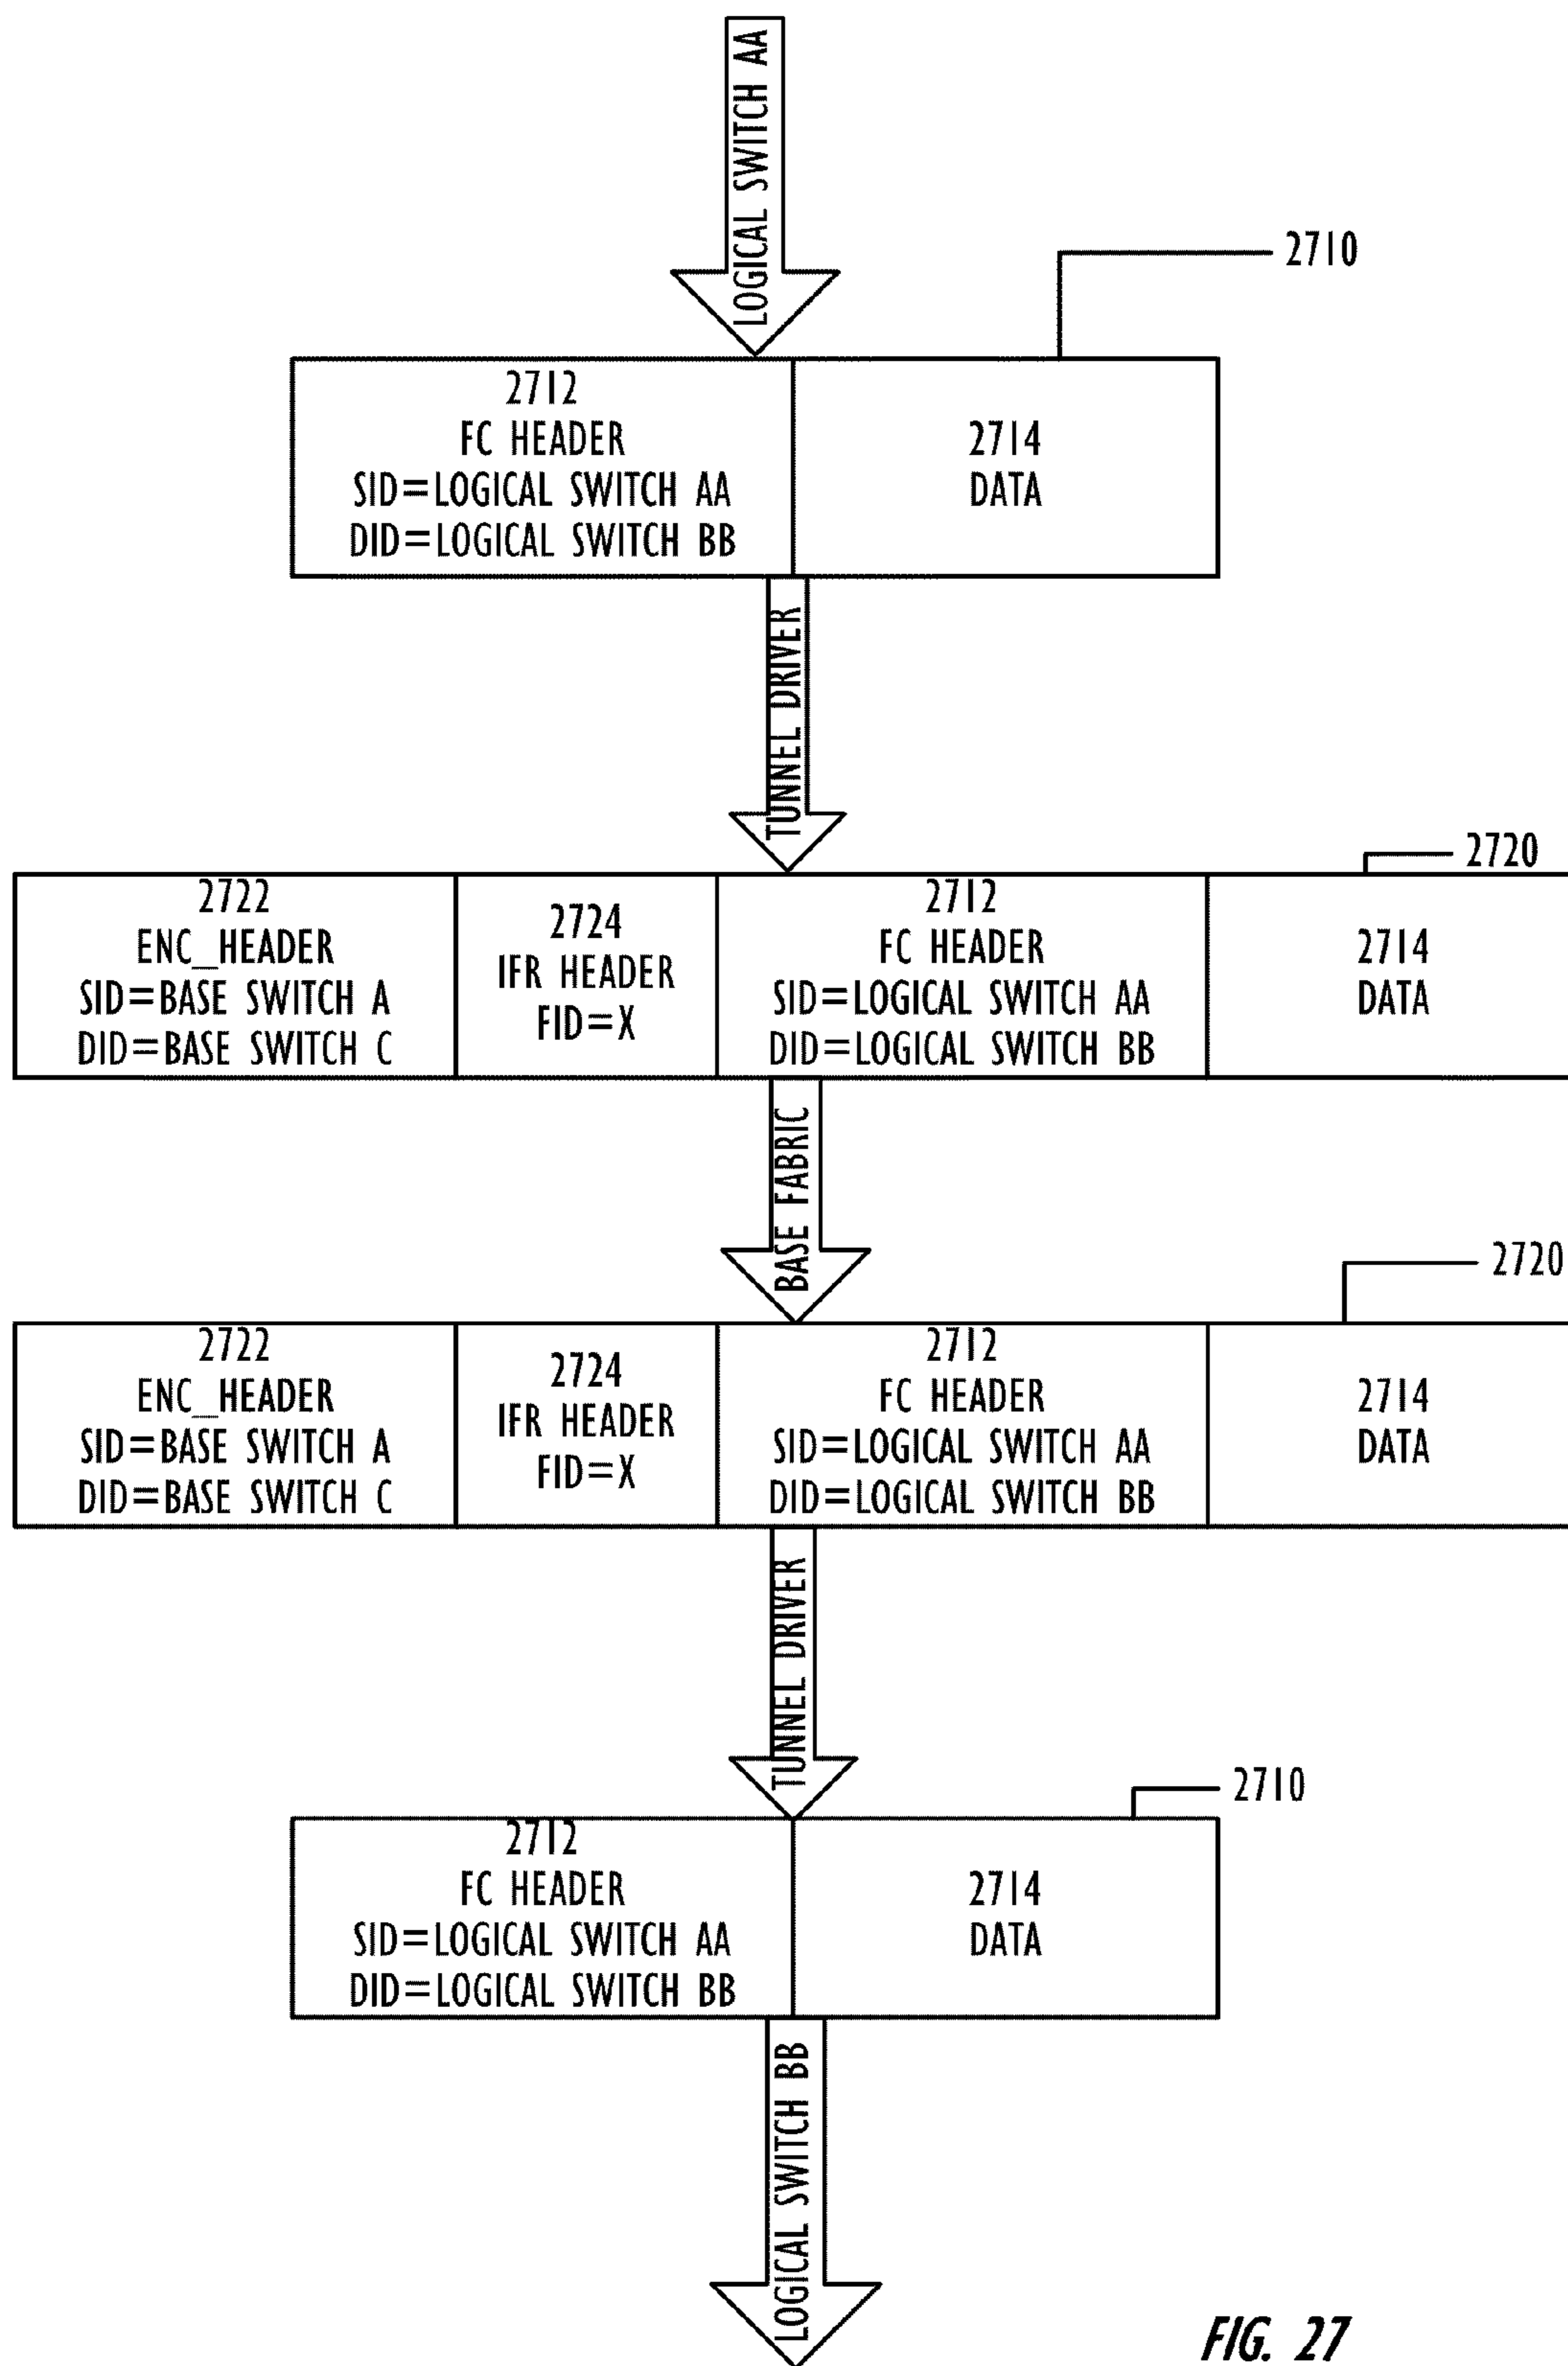 LOGICAL SWITCH AA
2710
2712
FC HEADER
SID=LOGICAL SWITCH AA
DID=LOGICAL SWITCH BB
2714
DATA
TUNNEL DRIVER
2720
2722
ENC_HEADER
SID=BASE SWITCH A
DID=BASE SWITCH C
2724
IFR HEADER
FID=X
2712
FC HEADER
SID=LOGICAL SWITCH AA
DID=LOGICAL SWITCH BB
2714
DATA
BASE FABRIC
2720
2722
ENC_HEADER
SID=BASE SWITCH A
DID=BASE SWITCH C
2724
IFR HEADER
FID=X
2712
FC HEADER
SID=LOGICAL SWITCH AA
DID=LOGICAL SWITCH BB
2714
DATA
TUNNEL DRIVER
2710
2712
FC HEADER
SID=LOGICAL SWITCH AA
DID=LOGICAL SWITCH BB
2714
DATA
LOGICAL SWITCH BB
FIG. 27